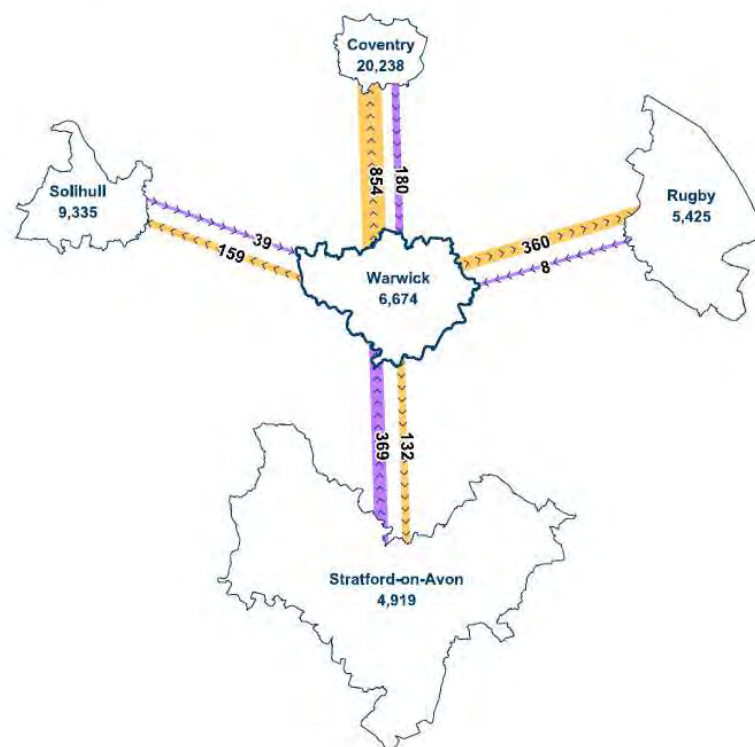 Coventry
20,238
854
180
Solihull
9,335
39
159
Rugby
5,425
360
8
Warwick
6,674
369
132
Stratford-on-Avon
4,919